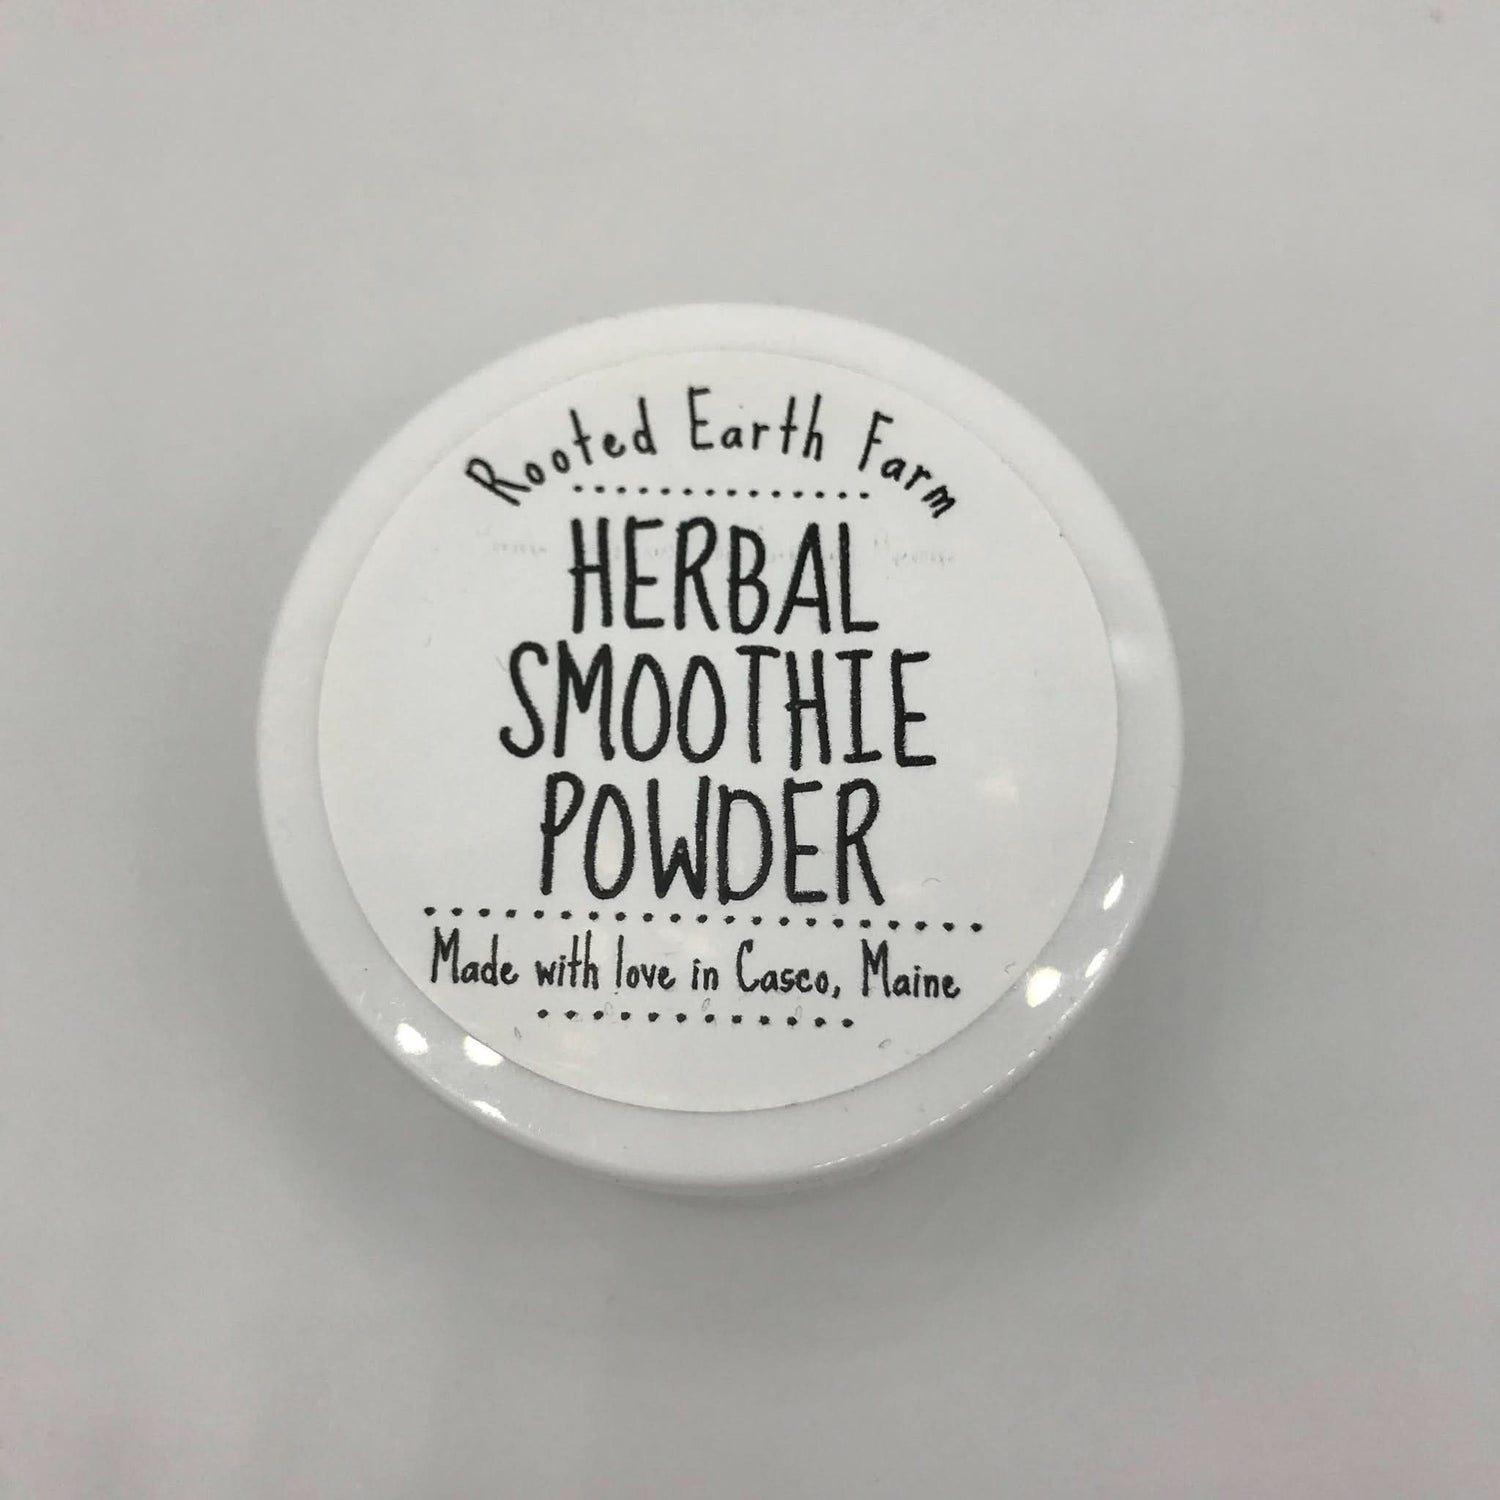 Rooted Earth Farm
HERBAL
SMOOTHIE
POWDER
Made with love in Casco, Maine